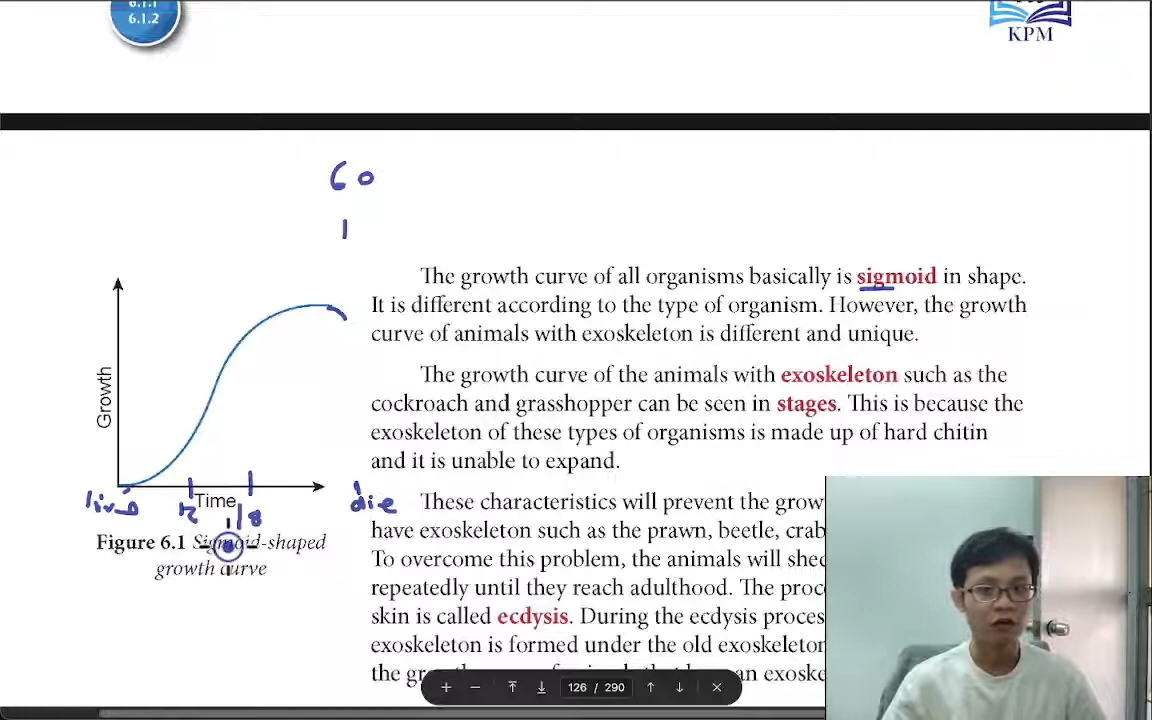 6.1.1
6.1.2
KPM
60
1
The growth curve of all organisms basically is sigmoid in shape.
It is different according to the type of organism. However, the growth
curve of animals with exoskeleton is different and unique.
The growth curve of the animals with exoskeleton such as the
cockroach and grasshopper can be seen in stages. This is because the
exoskeleton of these types of organisms is made up of hard chitin
and it is unable to expand.
These characteristics will prevent the grow
have exoskeleton such as the prawn, beetle, crab
To overcome this problem, the animals will shed
repeatedly until they reach adulthood. The proc
skin is called ecdysis. During the ecdysis proces
exoskeleton is formed under the old exoskeleton
the
an exoske
Growth
Time
12
18
die
Figure 6.1 Sigmoid-shaped
growth curve
126 / 290